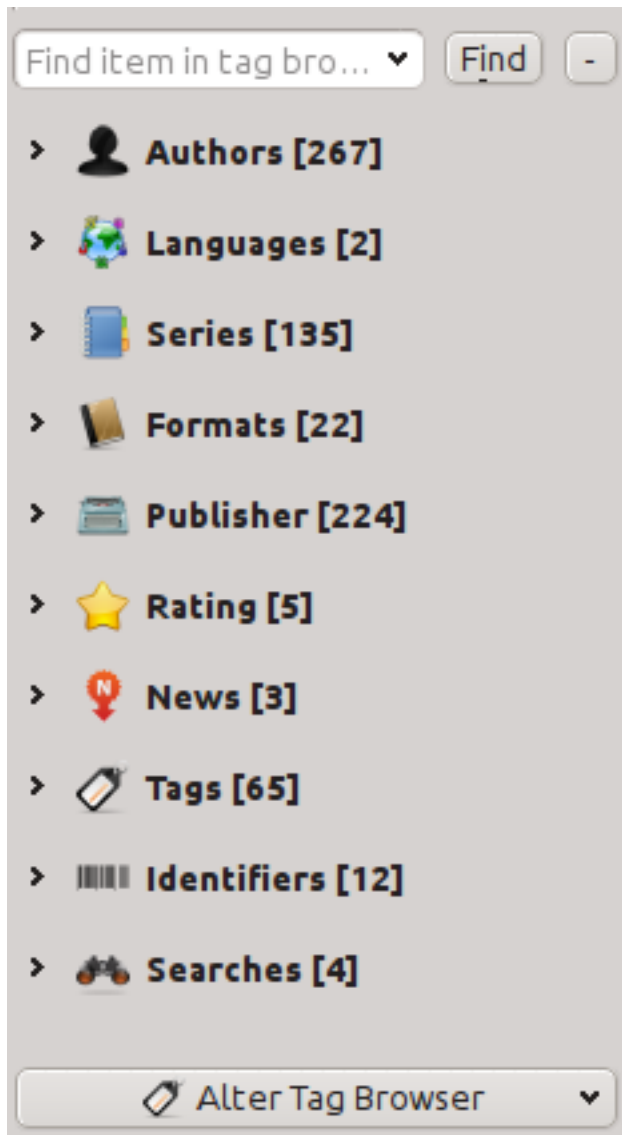 Find item in tag bro... Find -
Authors [267]
Languages [2]
Series [135]
Formats [22]
Publisher [224]
Rating [5]
N News [3]
Tags [65]
Identifiers [12]
Searches [4]
Alter Tag Browser